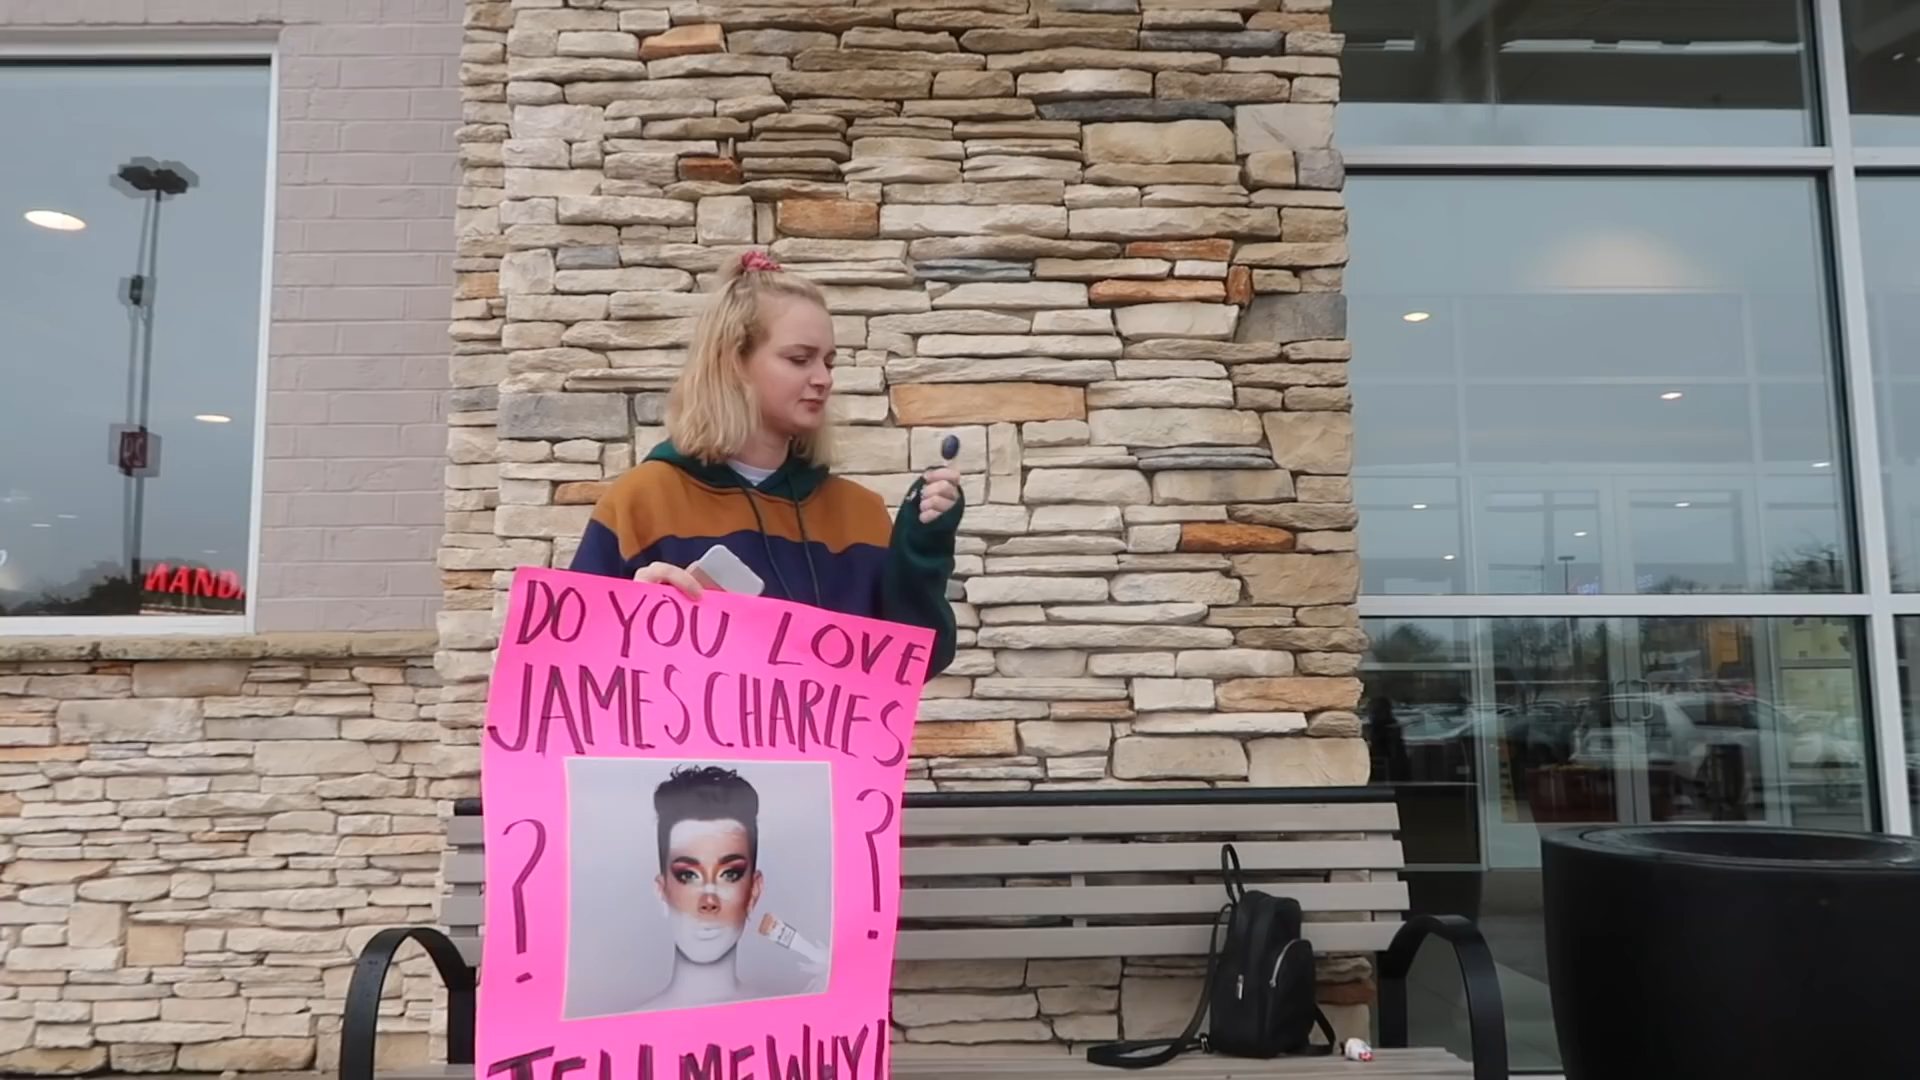 DO YOU LOVE
JAMES CHARLES
? ?
TELL ME WHY!